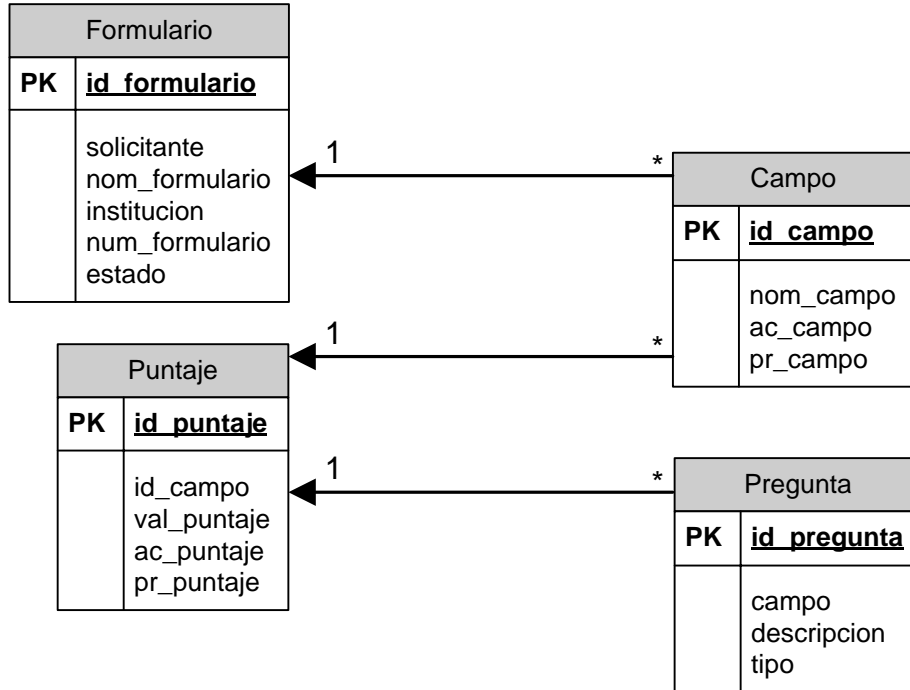 Formulario
PK id_formulario
solicitante
nom_formulario
institucion
num_formulario
estado
1 *
Campo
PK id_campo
nom_campo
ac_campo
pr_campo
1 *
Puntaje
PK id_puntaje
id_campo
val_puntaje
ac_puntaje
pr_puntaje
1 *
Pregunta
PK id_pregunta
campo
descripcion
tipo